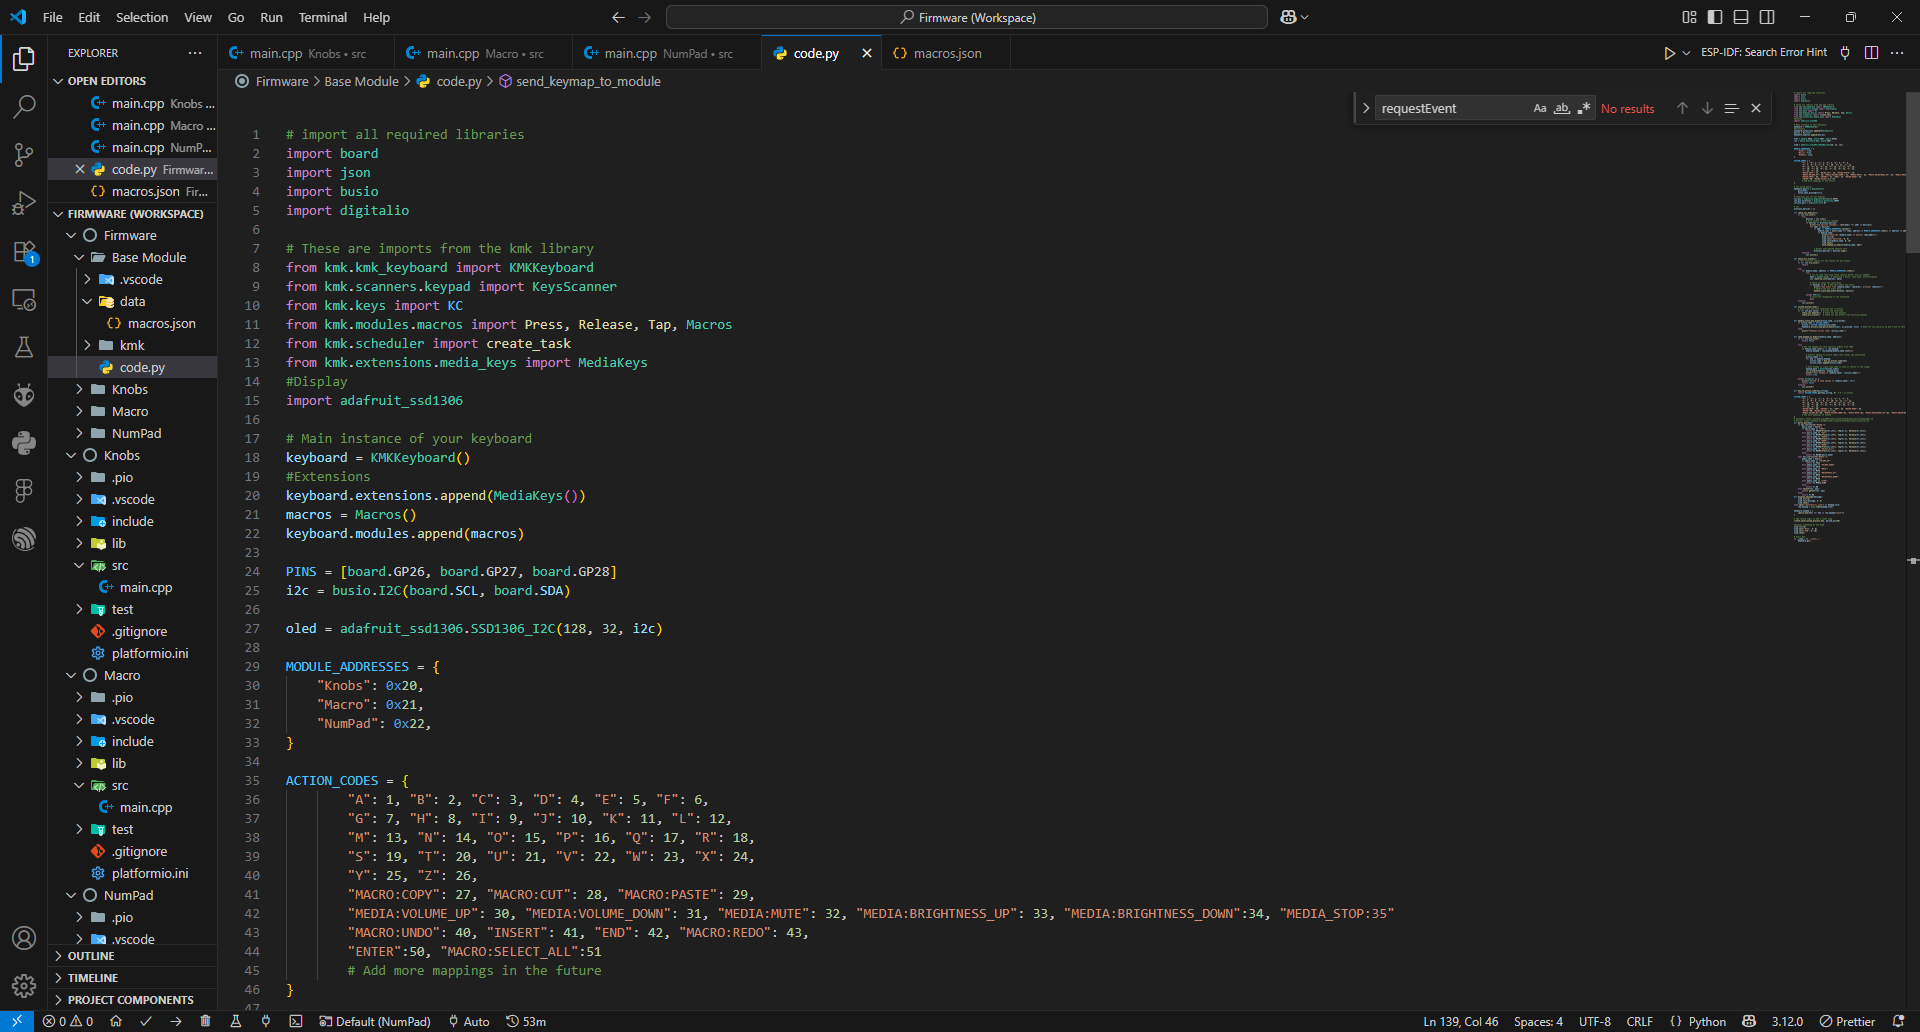 File Edit Selection View Go Run Terminal Help
Firmware (Workspace)
EXPLORER
OPEN EDITORS
main.cpp Knobs ...
main.cpp Macro ...
main.cpp NumP...
code.py Firmwar...
macros.json Fir...
FIRMWARE (WORKSPACE)
Firmware
Base Module
.vscode
data
macros.json
kmk
code.py
Knobs
Macro
NumPad
Knobs
.pio
.vscode
include
lib
src
main.cpp
test
.gitignore
platformio.ini
Macro
.pio
.vscode
include
lib
src
main.cpp
test
.gitignore
platformio.ini
NumPad
.pio
.vscode
OUTLINE
TIMELINE
PROJECT COMPONENTS
1
main.cpp Knobs • src
main.cpp Macro • src
main.cpp NumPad • src
code.py
macros.json
ESP-IDF: Search Error Hint
Firmware > Base Module > code.py > send_keymap_to_module
requestEvent Aa ab .* No results
1 # import all required libraries
2 import board
3 import json
4 import busio
5 import digitalio
6
7 # These are imports from the kmk library
8 from kmk.kmk_keyboard import KMKKeyboard
9 from kmk.scanners.keypad import KeysScanner
10 from kmk.keys import KC
11 from kmk.modules.macros import Press, Release, Tap, Macros
12 from kmk.scheduler import create_task
13 from kmk.extensions.media_keys import MediaKeys
14 #Display
15 import adafruit_ssd1306
16
17 # Main instance of your keyboard
18 keyboard = KMKKeyboard()
19 #Extensions
20 keyboard.extensions.append(MediaKeys())
21 macros = Macros()
22 keyboard.modules.append(macros)
23
24 PINS = [board.GP26, board.GP27, board.GP28]
25 i2c = busio.I2C(board.SCL, board.SDA)
26
27 oled = adafruit_ssd1306.SSD1306_I2C(128, 32, i2c)
28
29 MODULE_ADDRESSES = {
30 "Knobs": 0x20,
31 "Macro": 0x21,
32 "NumPad": 0x22,
33 }
34
35 ACTION_CODES = {
36 "A": 1, "B": 2, "C": 3, "D": 4, "E": 5, "F": 6,
37 "G": 7, "H": 8, "I": 9, "J": 10, "K": 11, "L": 12,
38 "M": 13, "N": 14, "O": 15, "P": 16, "Q": 17, "R": 18,
39 "S": 19, "T": 20, "U": 21, "V": 22, "W": 23, "X": 24,
40 "Y": 25, "Z": 26,
41 "MACRO:COPY": 27, "MACRO:CUT": 28, "MACRO:PASTE": 29,
42 "MEDIA:VOLUME_UP": 30, "MEDIA:VOLUME_DOWN": 31, "MEDIA:MUTE": 32, "MEDIA:BRIGHTNESS_UP": 33, "MEDIA:BRIGHTNESS_DOWN":34, "MEDIA_STOP:35"
43 "MACRO:UNDO": 40, "INSERT": 41, "END": 42, "MACRO:REDO": 43,
44 "ENTER":50, "MACRO:SELECT_ALL":51
45 # Add more mappings in the future
46 }
47
0 0 Default (NumPad) Auto 53m
Ln 139, Col 46 Spaces: 4 UTF-8 CRLF {} Python 3.12.0 Prettier